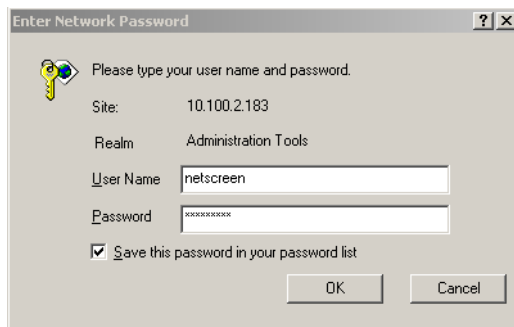 Enter Network Password
Please type your user name and password.
Site: 10.100.2.183
Realm Administration Tools
User Name netscreen
Password xxxxxxxxx
Save this password in your password list
OK Cancel